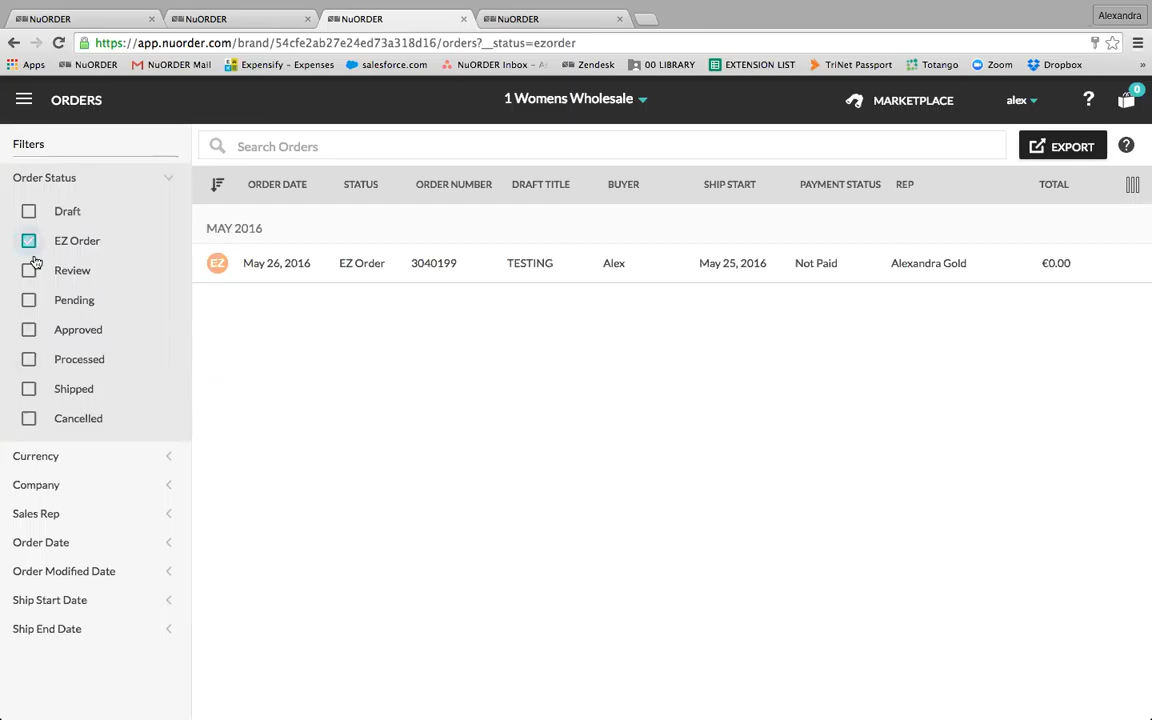 NuORDER NuORDER NuORDER NuORDER Alexandra
https://app.nuorder.com/brand/54cfe2ab27e24ed73a318d16/orders?__status=ezorder
Apps NuORDER NuORDER Mail Expensify - Expenses salesforce.com NuORDER Inbox - A Zendesk 00 LIBRARY EXTENSION LIST TriNet Passport Totango Zoom Dropbox »
ORDERS 1 Womens Wholesale MARKETPLACE alex ? 0
Filters Search Orders EXPORT ?
Order Status ORDER DATE STATUS ORDER NUMBER DRAFT TITLE BUYER SHIP START PAYMENT STATUS REP TOTAL
Draft
MAY 2016
EZ Order
EZ May 26, 2016 EZ Order 3040199 TESTING Alex May 25, 2016 Not Paid Alexandra Gold €0.00
Review
Pending
Approved
Processed
Shipped
Cancelled
Currency
Company
Sales Rep
Order Date
Order Modified Date
Ship Start Date
Ship End Date